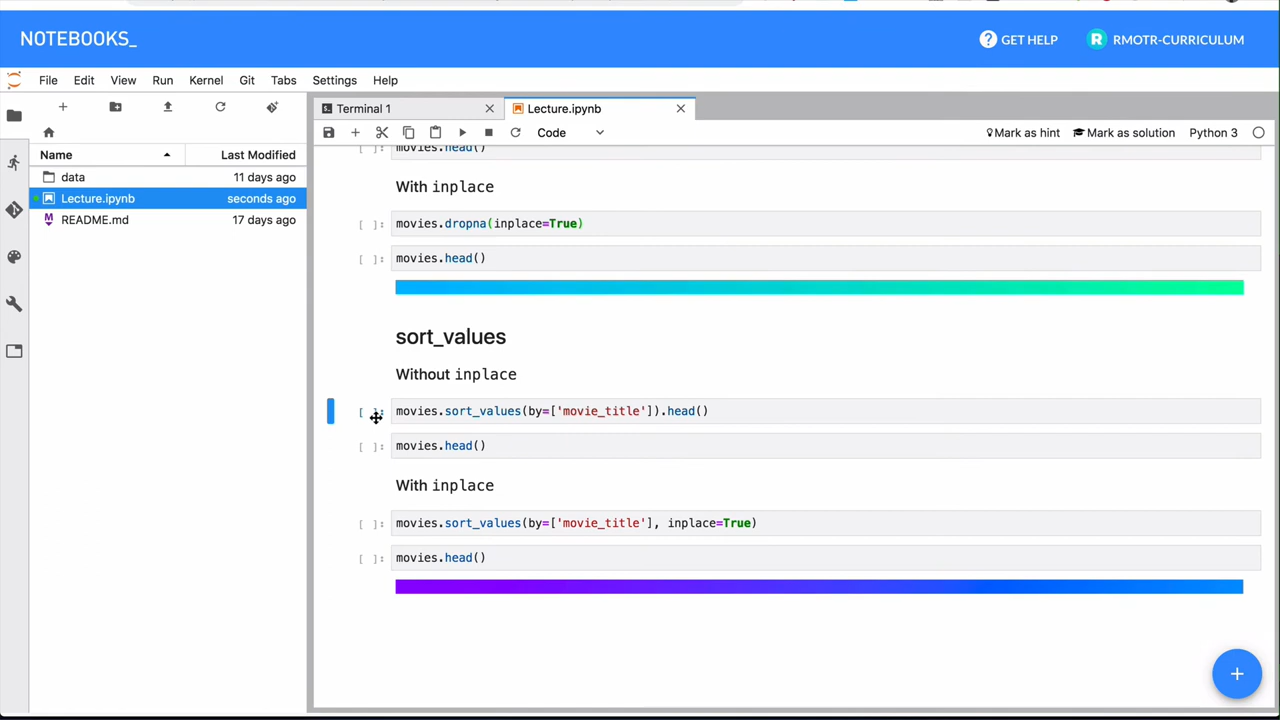 NOTEBOOKS_
GET HELP
R RMOTR-CURRICULUM
File Edit View Run Kernel Git Tabs Settings Help
Terminal 1
Lecture.ipynb
Code
Mark as hint
Mark as solution
Python 3
Name
Last Modified
data 11 days ago
Lecture.ipynb seconds ago
README.md 17 days ago
[ ]: movies.head()
With inplace
[ ]: movies.dropna(inplace=True)
[ ]: movies.head()
sort_values
Without inplace
[ ]: movies.sort_values(by=['movie_title']).head()
[ ]: movies.head()
With inplace
[ ]: movies.sort_values(by=['movie_title'], inplace=True)
[ ]: movies.head()